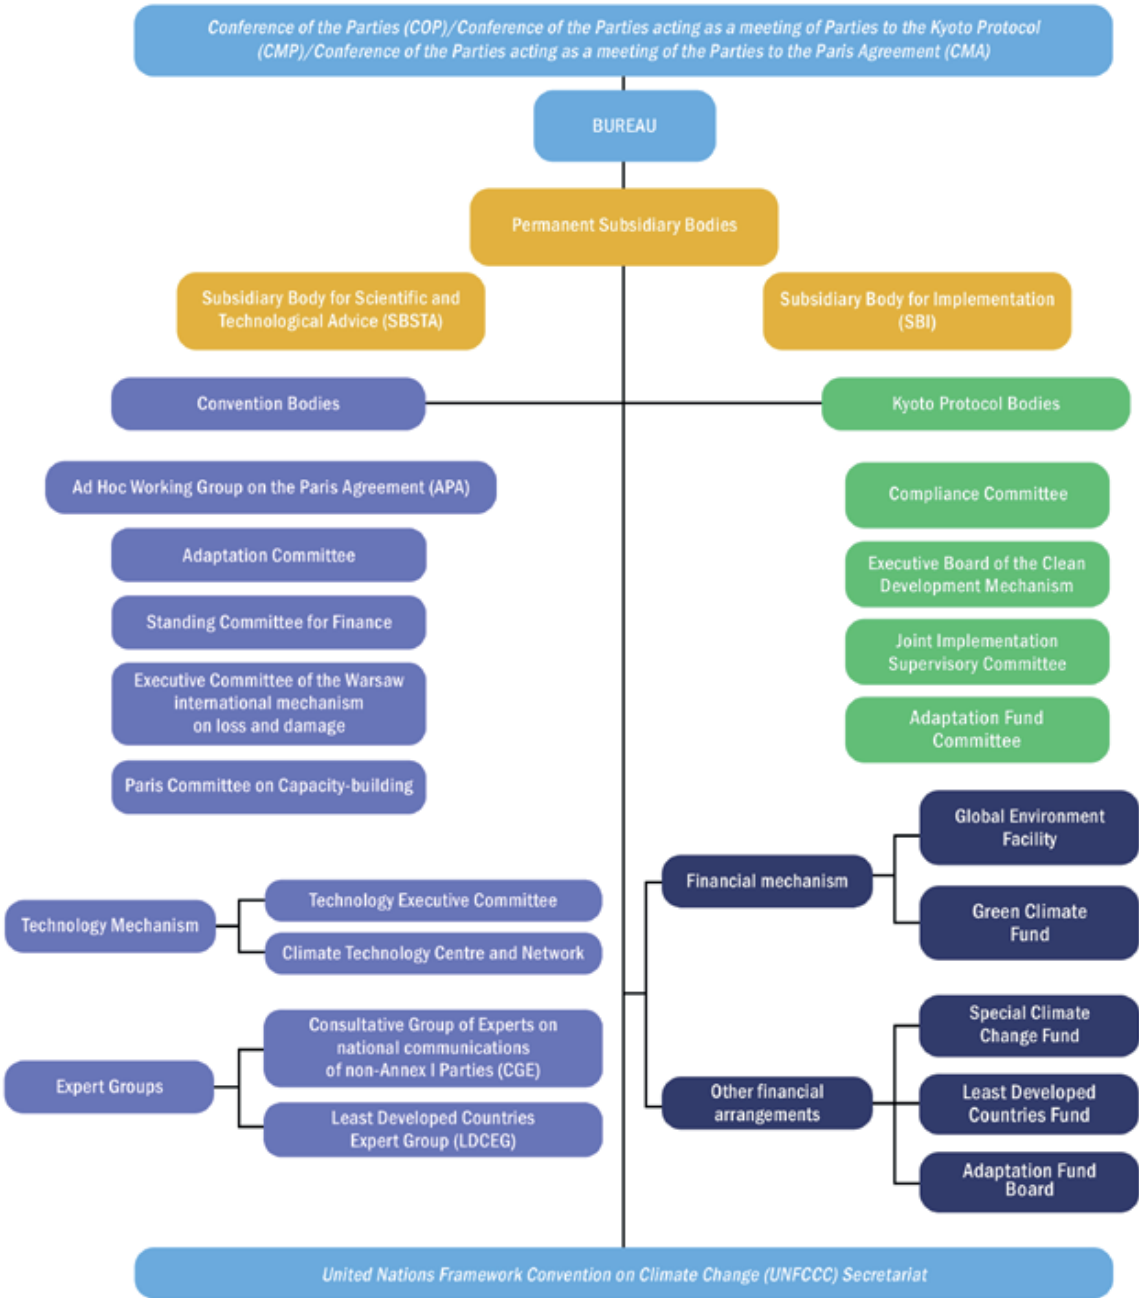 Conference of the Parties (COP)/Conference of the Parties acting as a meeting of Parties to the Kyoto Protocol
(CMP)/Conference of the Parties acting as a meeting of the Parties to the Paris Agreement (CMA)
BUREAU
Permanent Subsidiary Bodies
Subsidiary Body for Scientific and
Technological Advice (SBSTA)
Subsidiary Body for Implementation
(SBI)
Convention Bodies
Kyoto Protocol Bodies
Ad Hoc Working Group on the Paris Agreement (APA)
Adaptation Committee
Standing Committee for Finance
Executive Committee of the Warsaw
international mechanism
on loss and damage
Paris Committee on Capacity-building
Compliance Committee
Executive Board of the Clean
Development Mechanism
Joint Implementation
Supervisory Committee
Adaptation Fund
Committee
Technology Mechanism
Technology Executive Committee
Climate Technology Centre and Network
Expert Groups
Consultative Group of Experts on
national communications
of non-Annex I Parties (CGE)
Least Developed Countries
Expert Group (LDCEG)
Financial mechanism
Global Environment
Facility
Green Climate
Fund
Other financial
arrangements
Special Climate
Change Fund
Least Developed
Countries Fund
Adaptation Fund
Board
United Nations Framework Convention on Climate Change (UNFCCC) Secretariat